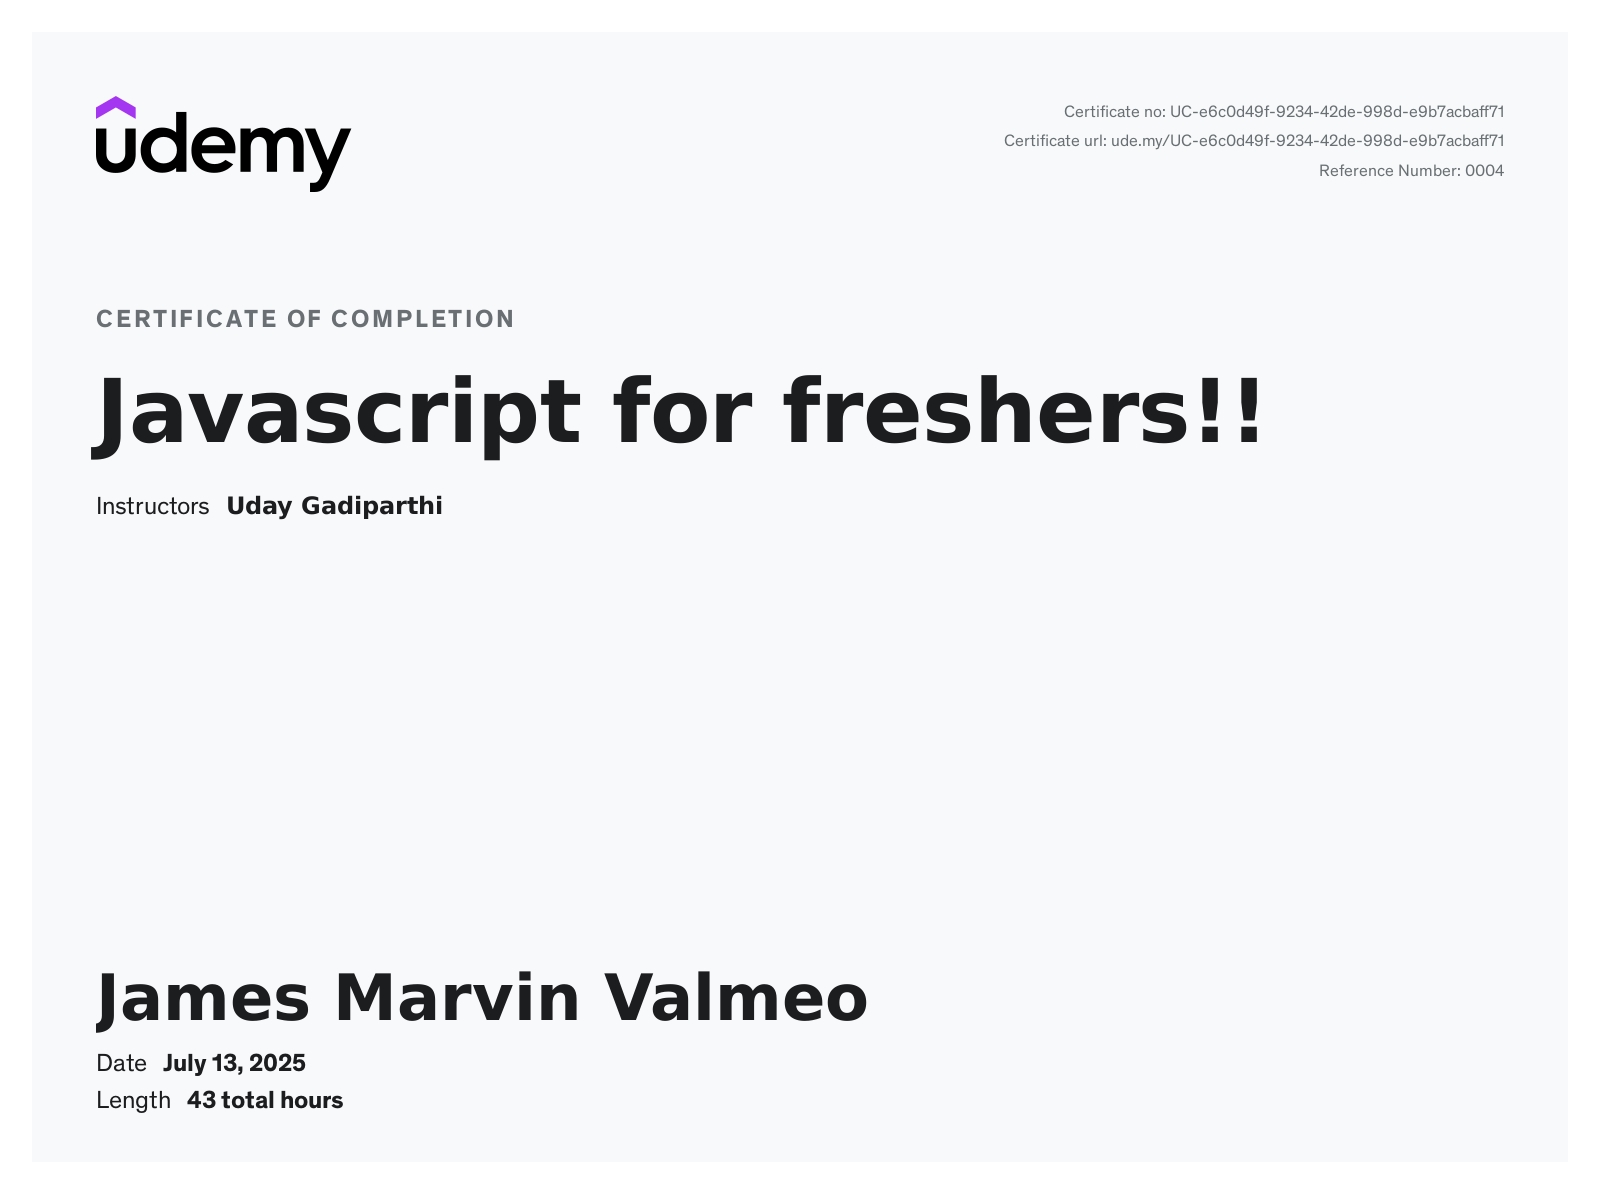 udemy
Certificate no: UC-e6c0d49f-9234-42de-998d-e9b7acbaff71
Certificate url: ude.my/UC-e6c0d49f-9234-42de-998d-e9b7acbaff71
Reference Number: 0004
CERTIFICATE OF COMPLETION
Javascript for freshers!!
Instructors Uday Gadiparthi
James Marvin Valmeo
Date July 13, 2025
Length 43 total hours